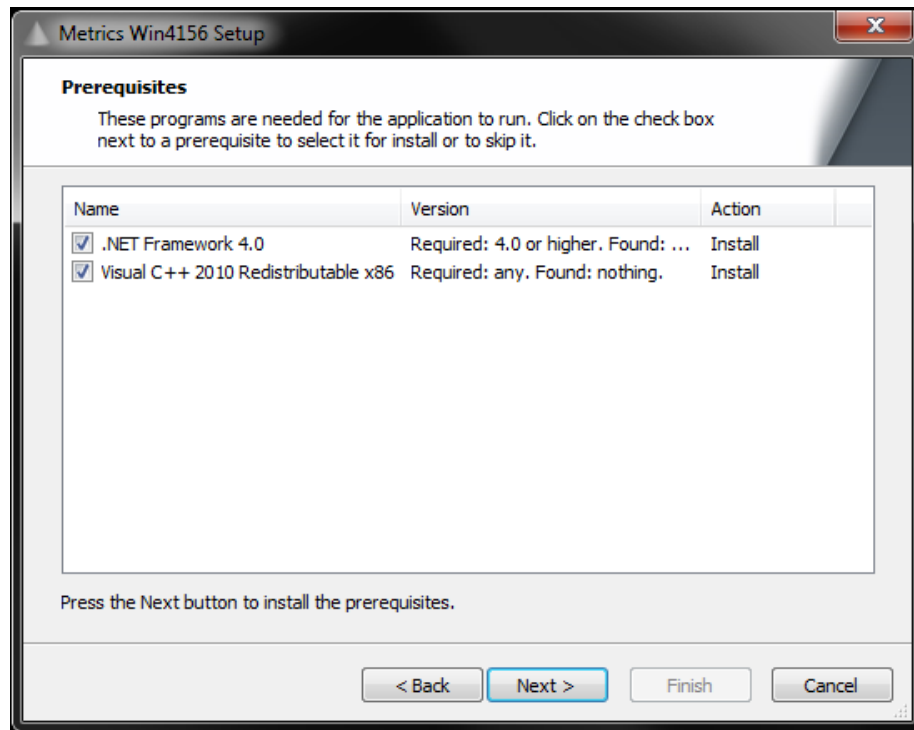 Metrics Win4156 Setup
Prerequisites
These programs are needed for the application to run. Click on the check box
next to a prerequisite to select it for install or to skip it.
Name Version Action
.NET Framework 4.0 Required: 4.0 or higher. Found: ... Install
Visual C++ 2010 Redistributable x86 Required: any. Found: nothing. Install
Press the Next button to install the prerequisites.
< Back Next > Finish Cancel